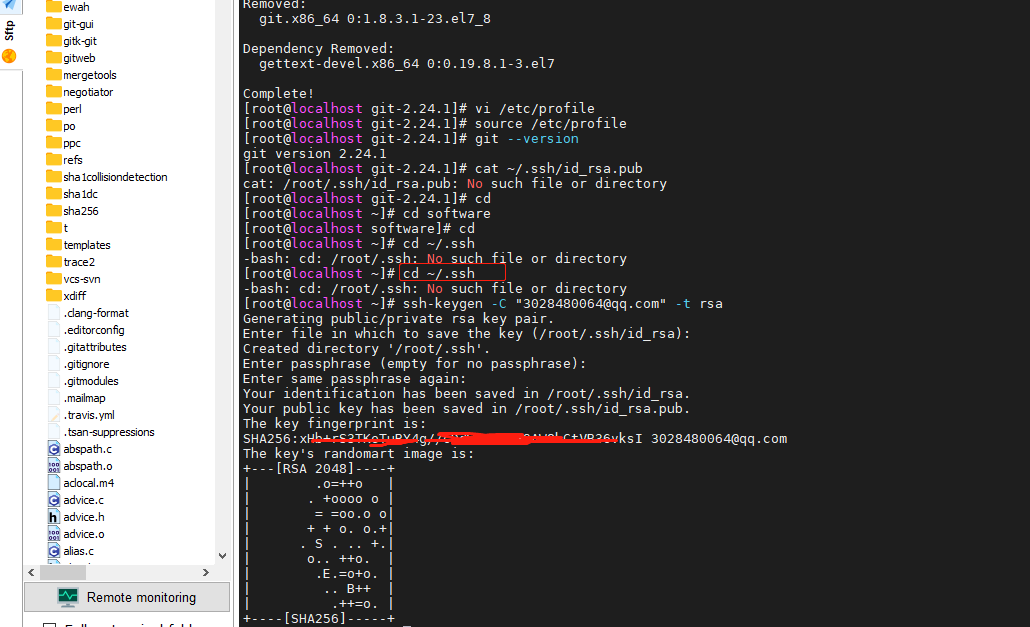 Sftp
ewah
git-gui
gitk-git
gitweb
mergetools
negotiator
perl
po
ppc
refs
sha1collisiondetection
sha1dc
sha256
t
templates
trace2
vcs-svn
xdiff
.clang-format
.editorconfig
.gitattributes
.gitignore
.gitmodules
.mailmap
.travis.yml
.tsan-suppressions
abspath.c
abspath.o
adocal.m4
advice.c
advice.h
advice.o
alias.c
Remote monitoring
Removed:
git.x86_64 0:1.8.3.1-23.el7_8
Dependency Removed:
gettext-devel.x86_64 0:0.19.8.1-3.el7
Complete!
[root@localhost git-2.24.1]# vi /etc/profile
[root@localhost git-2.24.1]# source /etc/profile
[root@localhost git-2.24.1]# git --version
git version 2.24.1
[root@localhost git-2.24.1]# cat ~/.ssh/id_rsa.pub
cat: /root/.ssh/id_rsa.pub: No such file or directory
[root@localhost git-2.24.1]# cd
[root@localhost ~]# cd software
[root@localhost software]# cd
[root@localhost ~]# cd ~/.ssh
-bash: cd: /root/.ssh: No such file or directory
[root@localhost ~]# cd ~/.ssh
-bash: cd: /root/.ssh: No such file or directory
[root@localhost ~]# ssh-keygen -C "3028480064@qq.com" -t rsa
Generating public/private rsa key pair.
Enter file in which to save the key (/root/.ssh/id_rsa):
Created directory '/root/.ssh'.
Enter passphrase (empty for no passphrase):
Enter same passphrase again:
Your identification has been saved in /root/.ssh/id_rsa.
Your public key has been saved in /root/.ssh/id_rsa.pub.
The key fingerprint is:
3028480064@qq.com
The key's randomart image is:
+---[RSA 2048]----+
|        .o=++o   |
|       . +oooo o |
|        = =oo.o o|
|       + + o. o.+|
|      . S . .. +.|
|       o.. ++o.  |
|        .E.=o+o. |
|         .. B++  |
|          .++=o. |
+----[SHA256]-----+